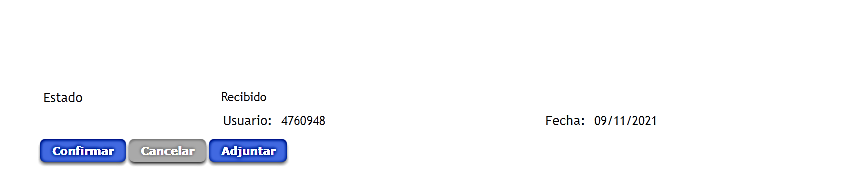 Estado Recibido
Usuario: 4760948 Fecha: 09/11/2021
Confirmar Cancelar Adjuntar